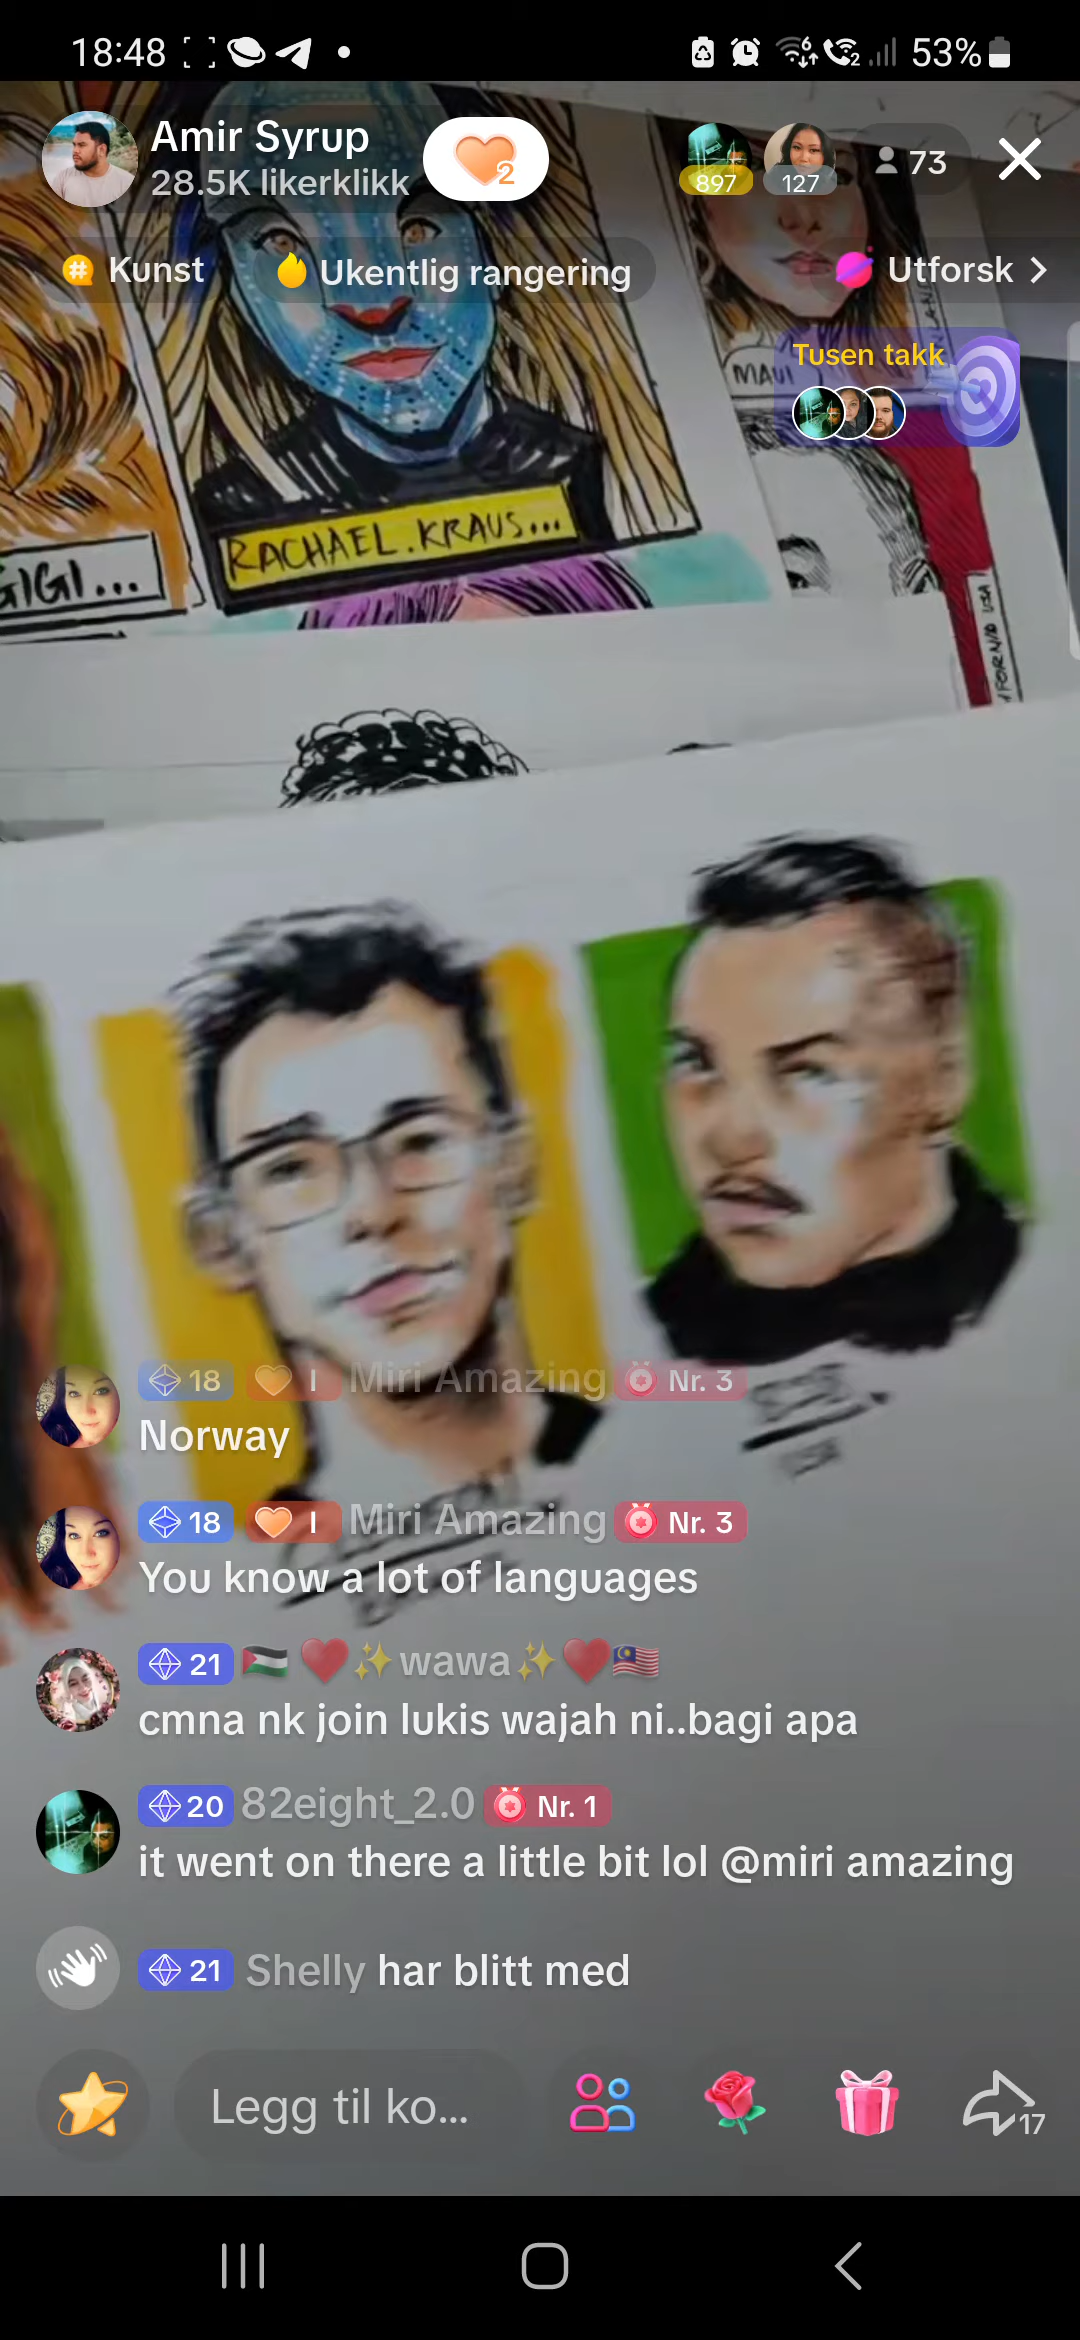 18:48
53%
Amir Syrup
28.5K likerklikk
2
897
127
73
Kunst
Ukentlig rangering
Utforsk
Tusen takk
MAUI
GIGI...
RACHAEL.KRAUS...
18 I Miri Amazing Nr. 3
Norway
18 I Miri Amazing Nr. 3
You know a lot of languages
21 wawa
cmna nk join lukis wajah ni..bagi apa
20 82eight_2.0 Nr. 1
it went on there a little bit lol @miri amazing
21 Shelly har blitt med
Legg til ko...
17